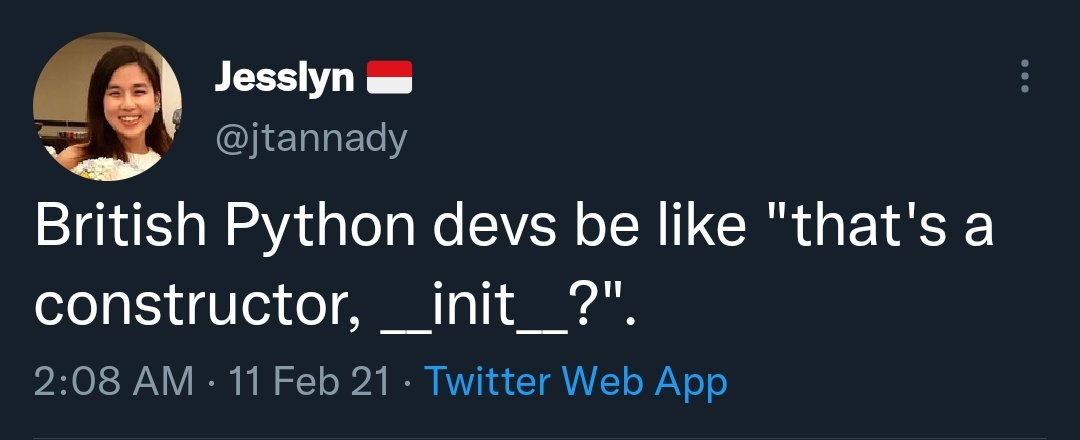 Jesslyn 🇮🇩
@jtannady
British Python devs be like "that's a
constructor, __init__?".
2:08 AM · 11 Feb 21 · Twitter Web App